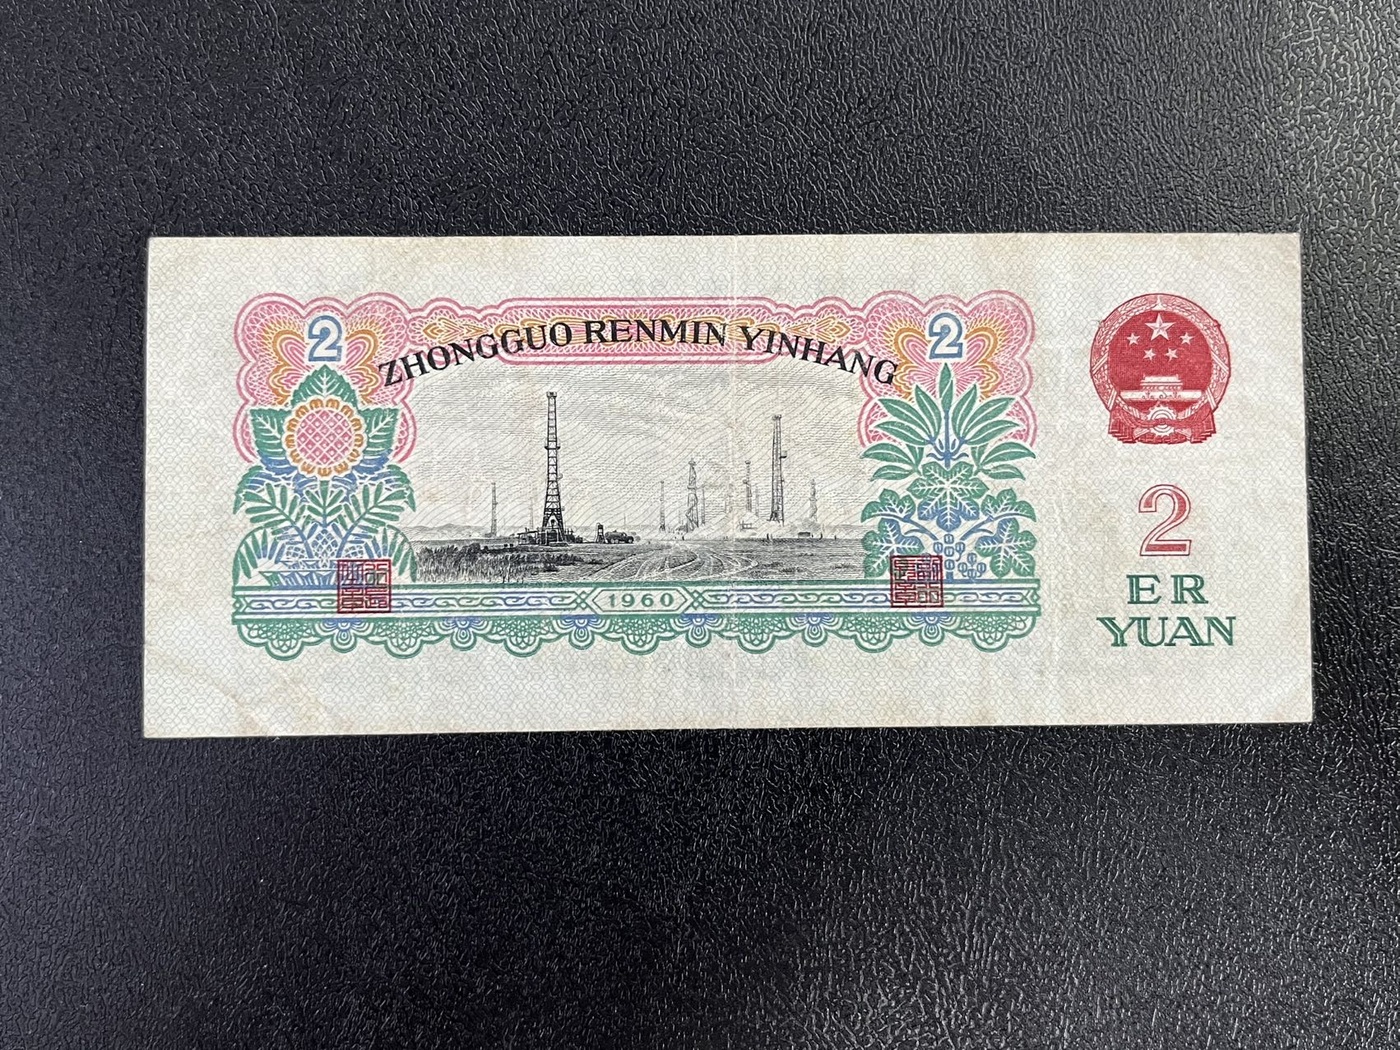 2
2
ZHONGGUO RENMIN YINHANG
1960
2
ER
YUAN